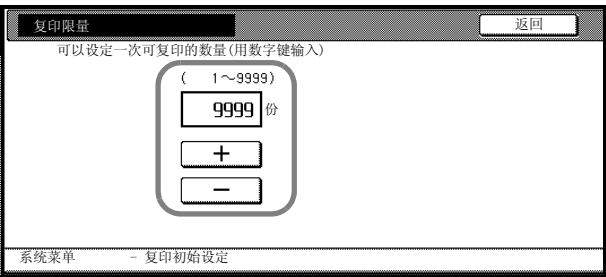 复印限量 返回
可以设定一次可复印的数量(用数字键输入)
( 1～9999)
9999 份
+
−
系统菜单 - 复印初始设定